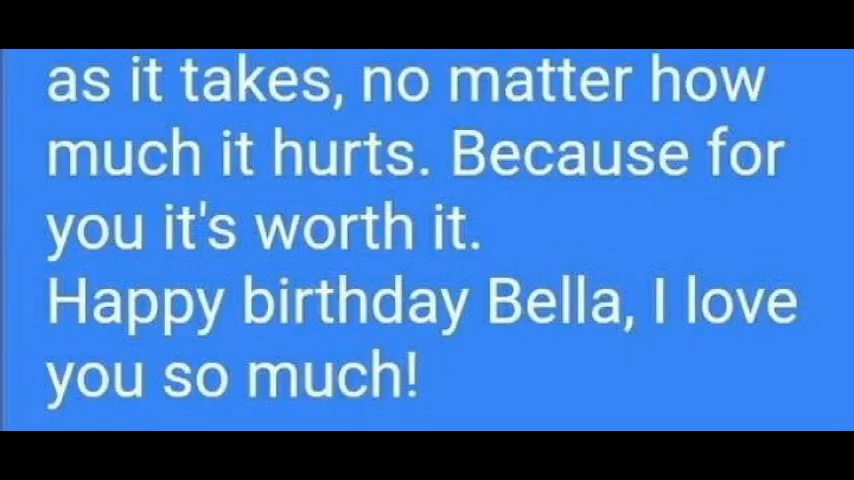 as it takes, no matter how
much it hurts. Because for
you it's worth it.
Happy birthday Bella, I love
you so much!